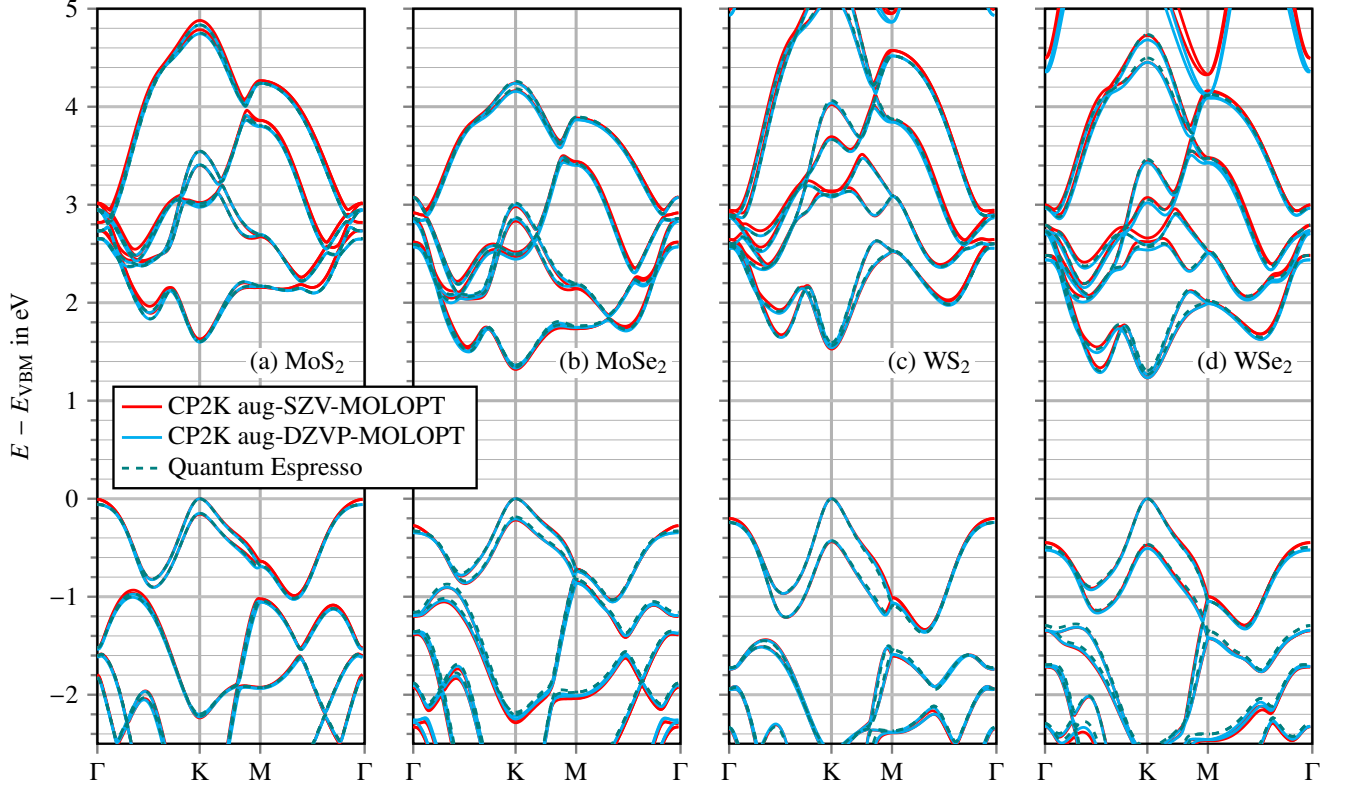 5
4
3
2
1
0
−1
−2
E − E_VBM in eV
(a) MoS₂
(b) MoSe₂
(c) WS₂
(d) WSe₂
CP2K aug-SZV-MOLOPT
CP2K aug-DZVP-MOLOPT
Quantum Espresso
Γ K M Γ
Γ K M Γ
Γ K M Γ
Γ K M Γ